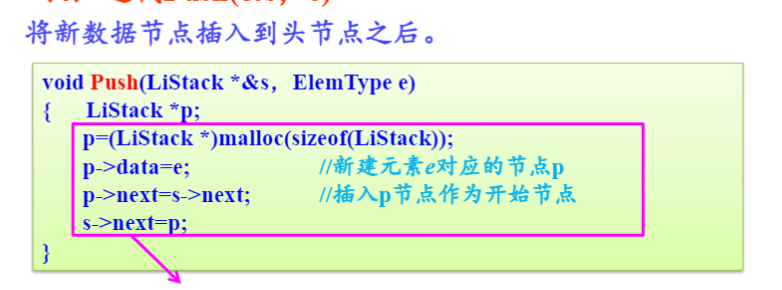 将新数据节点插入到头节点之后。
void Push(LiStack *&s, ElemType e)
{ LiStack *p;
p=(LiStack *)malloc(sizeof(LiStack));
p->data=e; //新建元素e对应的节点p
p->next=s->next; //插入p节点作为开始节点
s->next=p;
}